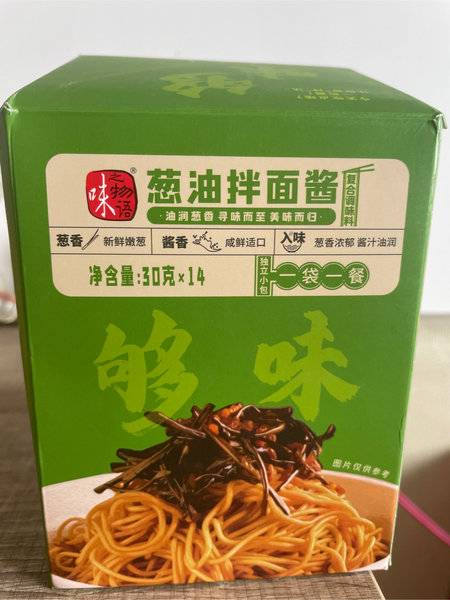 味之物语®
葱油拌面酱
复合调味料
·油润葱香 寻味而至 美味而归·
葱香 新鲜嫩葱
酱香 咸鲜适口
入味 葱香浓郁 酱汁油润
净含量:30克×14
独立小包
一袋一餐
够味
图片仅供参考